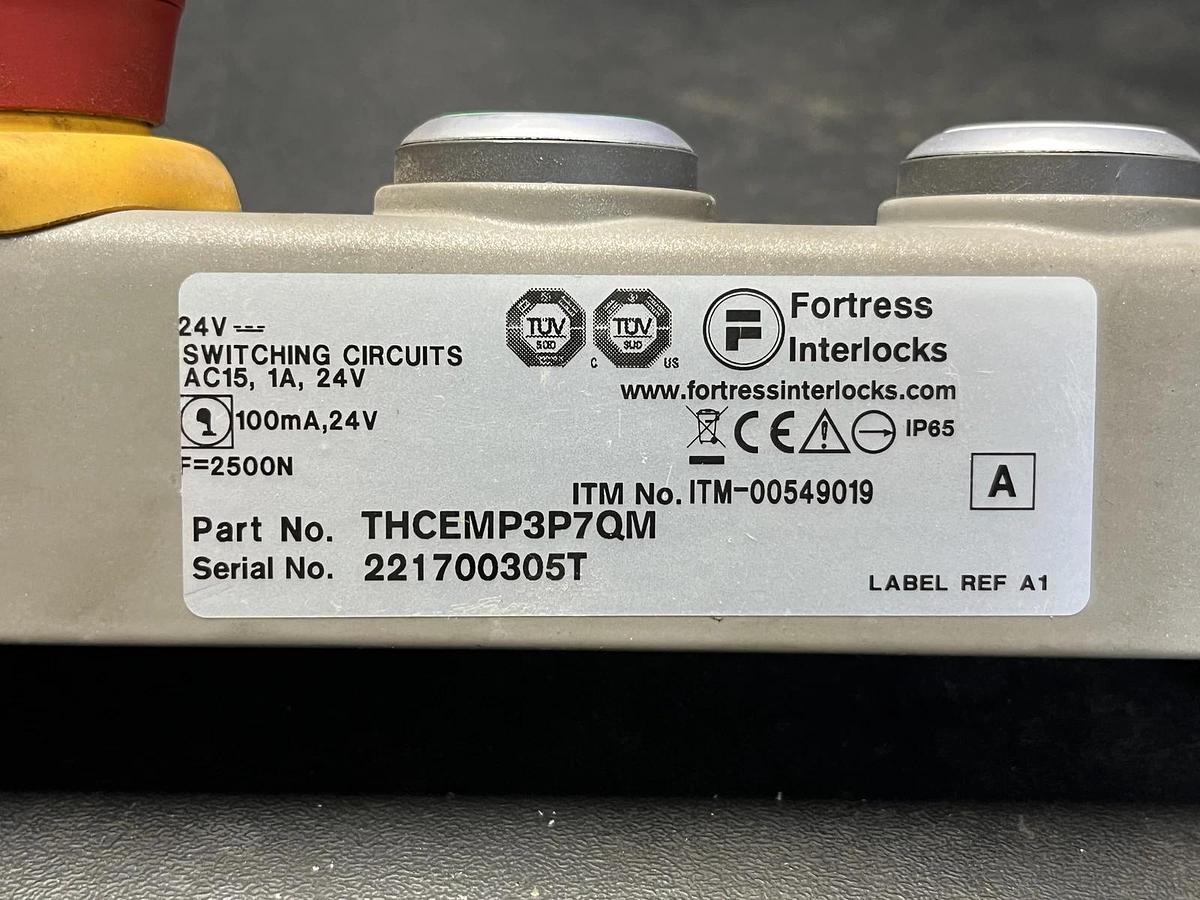 24V
SWITCHING CIRCUITS
AC15, 1A, 24V
100mA,24V
F=2500N
TÜV
SÜD
TÜV
SÜD
C US
Fortress
Interlocks
www.fortressinterlocks.com
CE
IP65
ITM No. ITM-00549019
A
Part No. THCEMP3P7QM
Serial No. 221700305T
LABEL REF A1